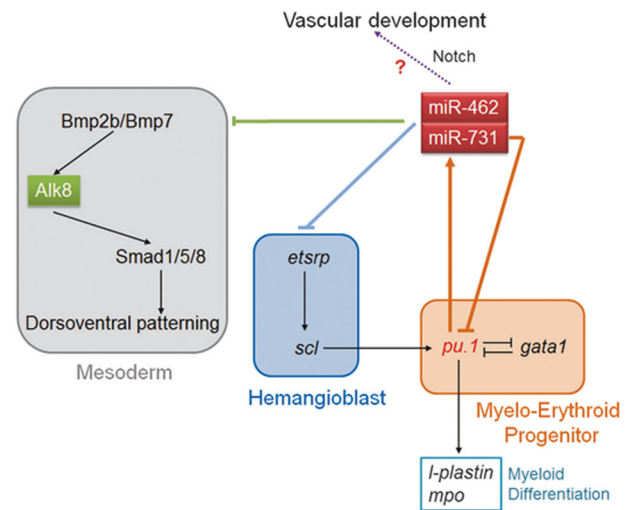 Vascular development
?
Notch
miR-462
miR-731
Bmp2b/Bmp7
Alk8
Smad1/5/8
Dorsoventral patterning
Mesoderm
etsrp
scl
Hemangioblast
pu.1
gata1
Myelo-Erythroid
Progenitor
l-plastin
mpo
Myeloid
Differentiation